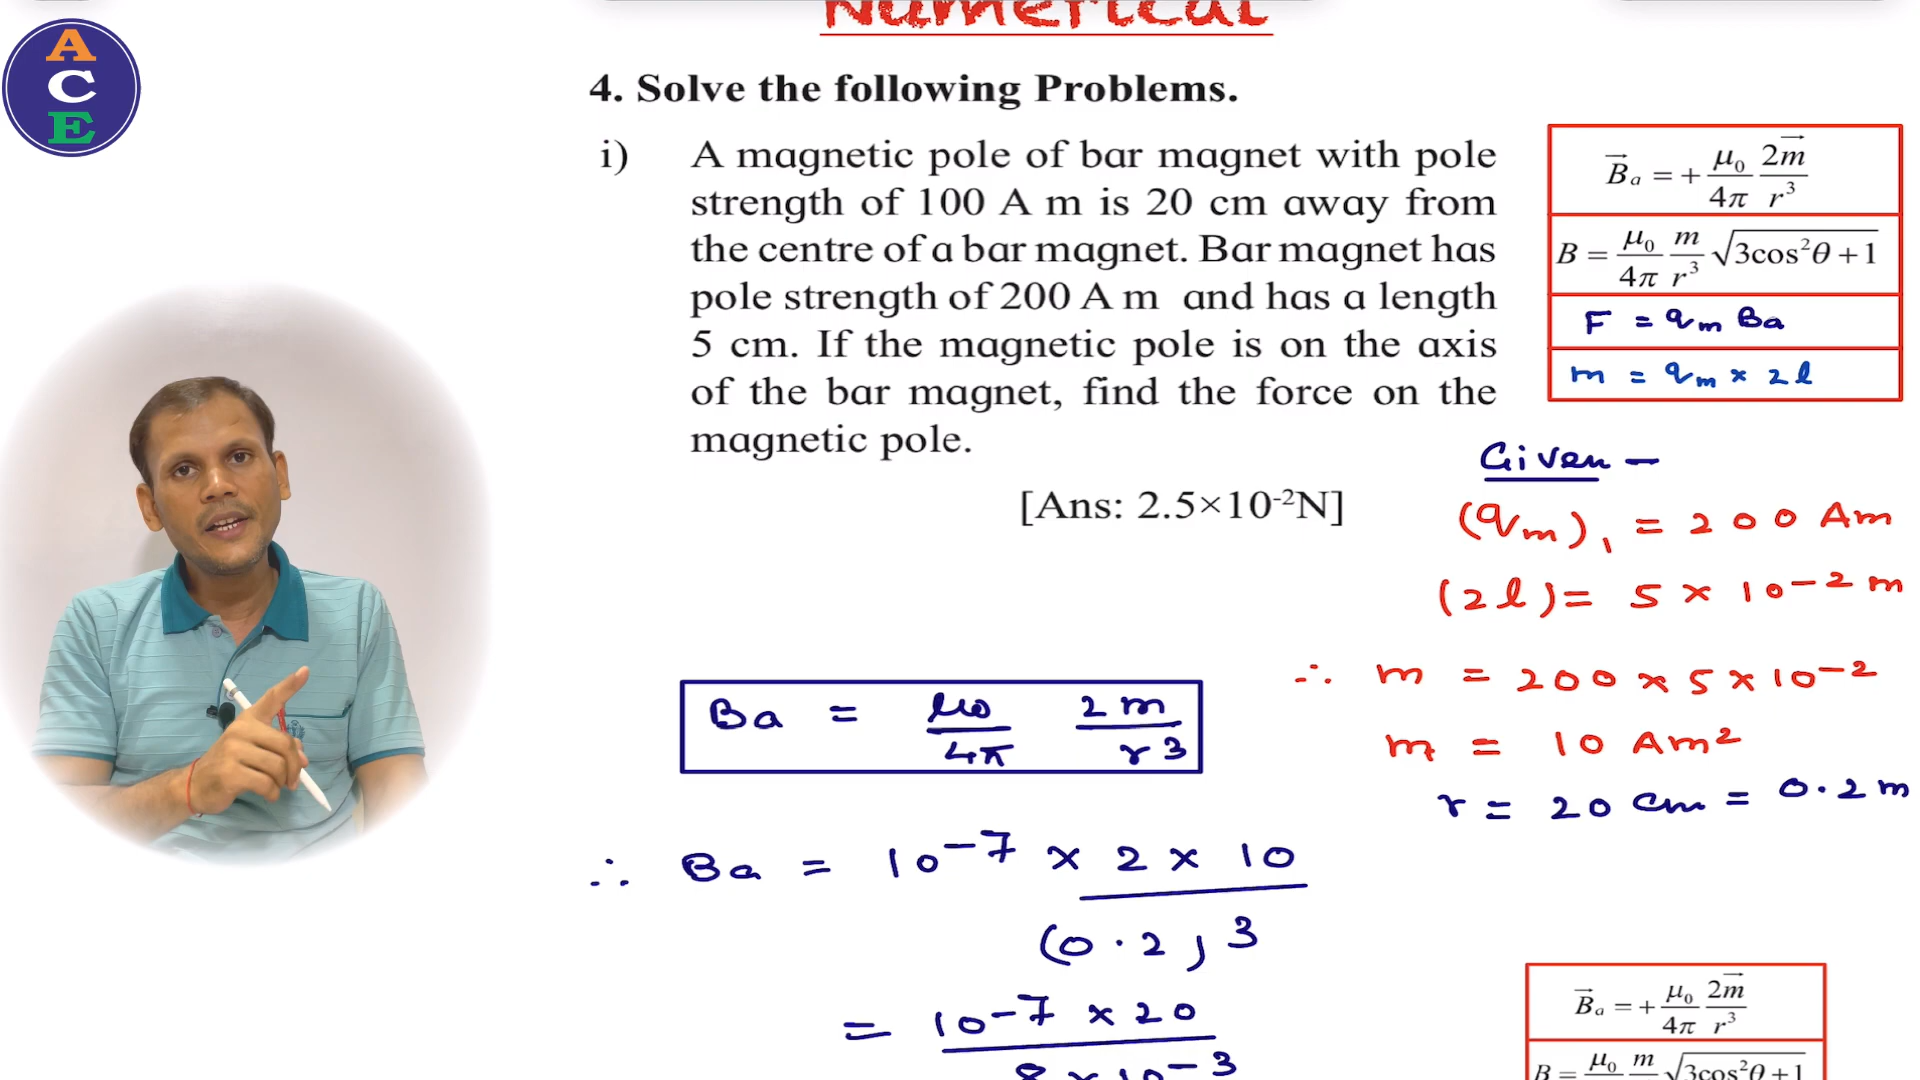 Numerical
A
C
E
4. Solve the following Problems.
i) A magnetic pole of bar magnet with pole
strength of 100 A m is 20 cm away from
the centre of a bar magnet. Bar magnet has
pole strength of 200 A m and has a length
5 cm. If the magnetic pole is on the axis
of the bar magnet, find the force on the
magnetic pole.
[Ans: 2.5×10⁻²N]
B⃗ₐ = + μ₀/4π 2m⃗/r³
B = μ₀/4π m/r³ √(3cos²θ+1)
F = qₘ Ba
m = qₘ × 2l
Given –
(qₘ)₁ = 200 Am
(2l) = 5 × 10⁻² m
∴ m = 200 × 5 × 10⁻²
m = 10 Am²
r = 20 cm = 0.2 m
Ba = μ₀/4π 2m/r³
∴ Ba = 10⁻⁷ × 2 × 10/(0.2)³
= 10⁻⁷ × 20/8 × 10⁻³
B⃗ₐ = + μ₀/4π 2m⃗/r³
B = μ₀ m √(3cos²θ+1)